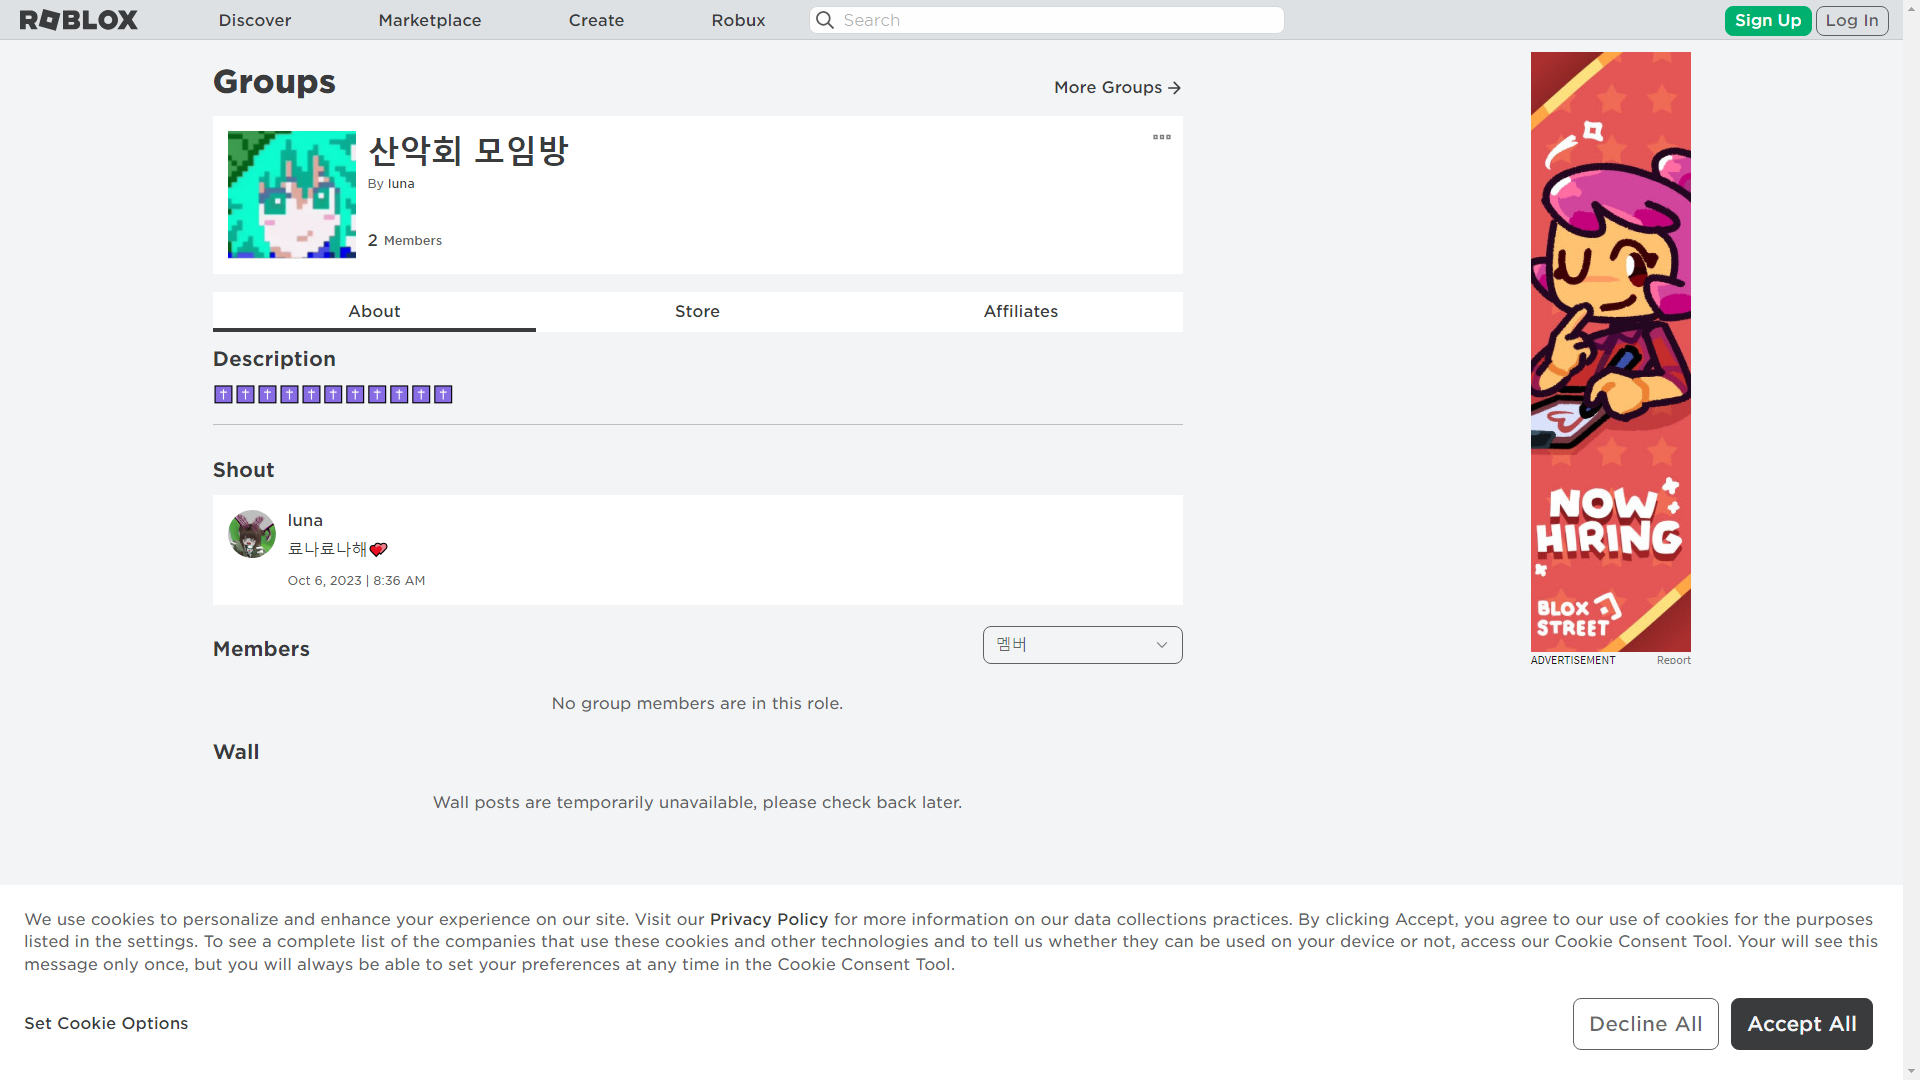 ROBLOX
Discover
Marketplace
Create
Robux
Search
Sign Up
Log In
Groups
More Groups
산악회 모임방
By luna
2 Members
About
Store
Affiliates
Description
✝✝✝✝✝✝✝✝✝✝✝
Shout
luna
료나료나해💕
Oct 6, 2023 | 8:36 AM
Members
멤버
No group members are in this role.
Wall
Wall posts are temporarily unavailable, please check back later.
NOW
HIRING
BLOX
STREET
ADVERTISEMENT
Report
We use cookies to personalize and enhance your experience on our site. Visit our Privacy Policy for more information on our data collections practices. By clicking Accept, you agree to our use of cookies for the purposes
listed in the settings. To see a complete list of the companies that use these cookies and other technologies and to tell us whether they can be used on your device or not, access our Cookie Consent Tool. Your will see this
message only once, but you will always be able to set your preferences at any time in the Cookie Consent Tool.
Set Cookie Options
Decline All
Accept All